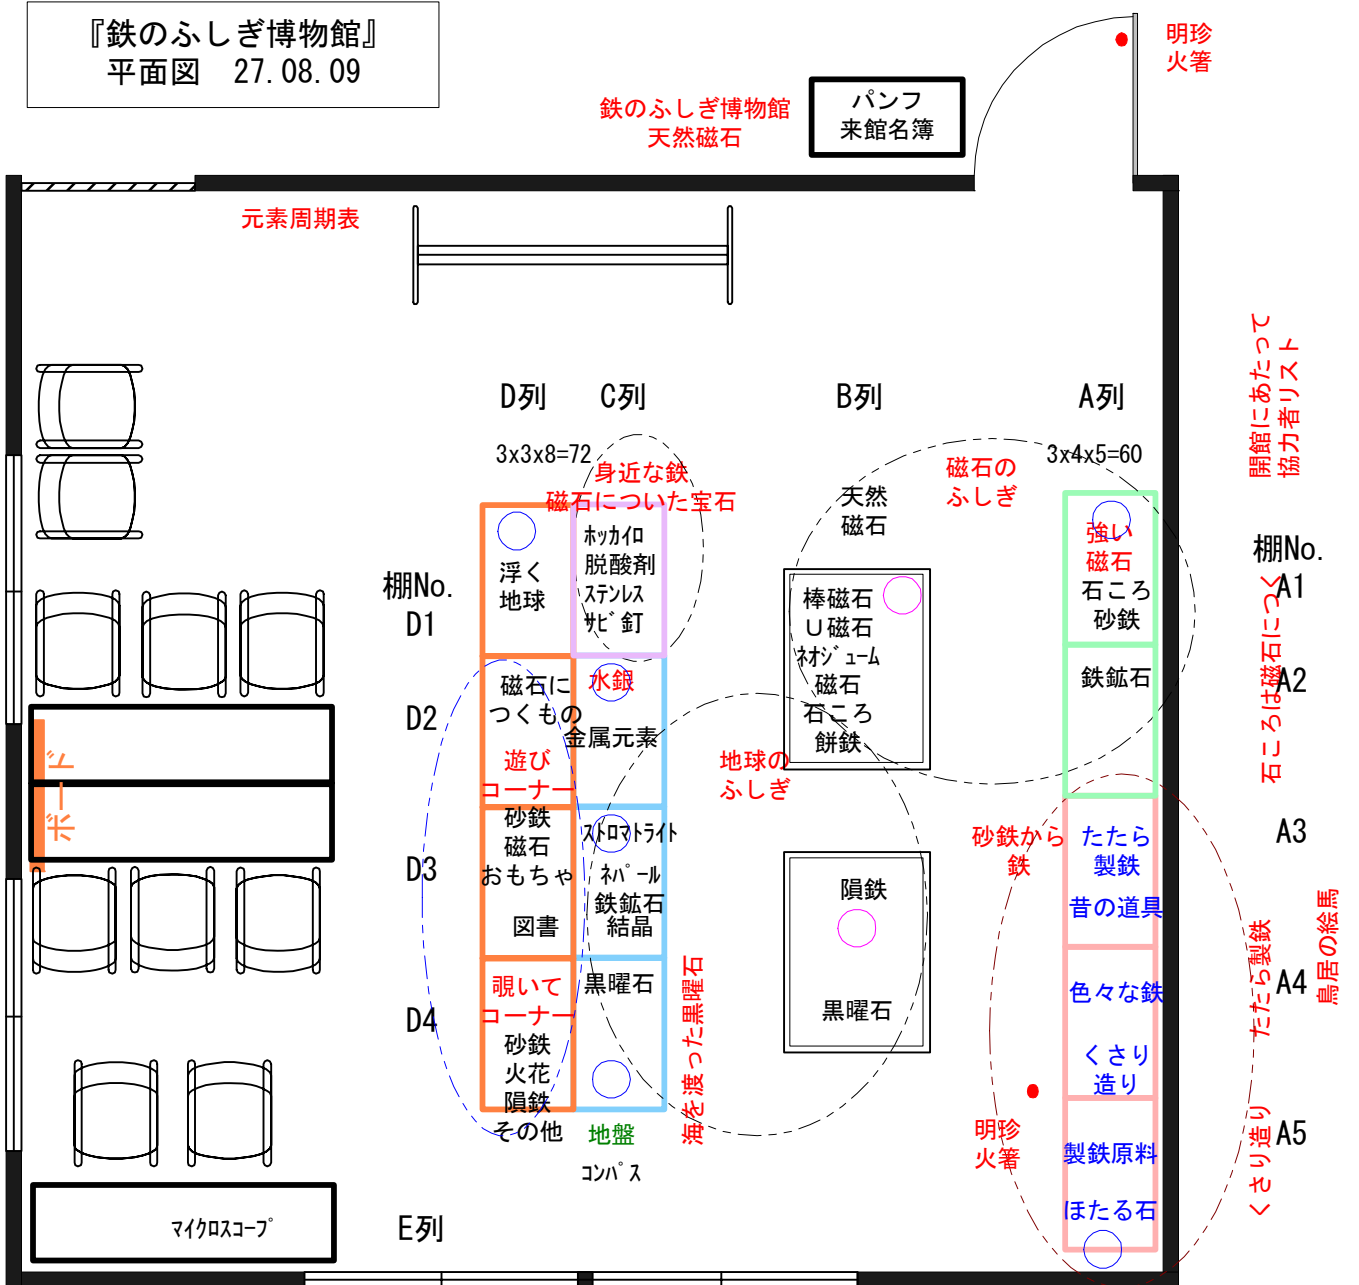 『鉄のふしぎ博物館』
平面図　27.08.09
明珍
火箸
鉄のふしぎ博物館
天然磁石
パンフ
来館名簿
元素周期表
開館にあたって
協力者リスト
D列
C列
B列
A列
3x3x8=72
3x4x5=60
身近な鉄
磁石についた宝石
磁石の
ふしぎ
天然
磁石
棚No.
D1
D2
D3
D4
浮く
地球
磁石に
つくもの
遊び
コーナー
砂鉄
磁石
おもちゃ
図書
覗いて
コーナー
砂鉄
火花
隕鉄
その他
ホッカイロ
脱酸剤
ステンレス
サビ釘
水銀
金属元素
ストロマトライト
ネパール
鉄鉱石
結晶
黒曜石
地盤
コンパス
海を渡った黒曜石
地球の
ふしぎ
棒磁石
U磁石
ネオジューム
磁石
石ころ
餅鉄
隕鉄
黒曜石
強い
磁石
石ころ
砂鉄
鉄鉱石
砂鉄から
鉄
たたら
製鉄
昔の道具
色々な鉄
くさり
造り
製鉄原料
ほたる石
明珍
火箸
棚No.
A1
A2
A3
A4
A5
石ころは磁石につく
たたら製鉄
鳥居の絵馬
くさり造り
ボード
マイクロスコープ
E列